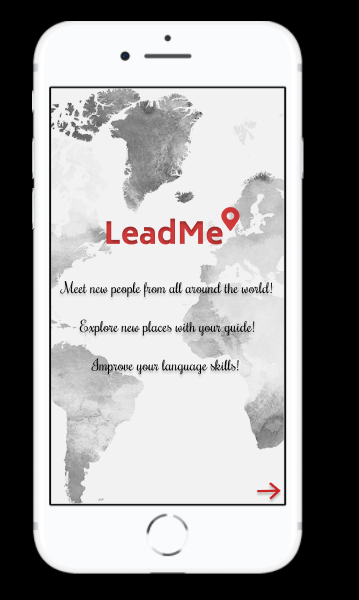 LeadMe
Meet new people from all around the world!
Explore new places with your guide!
Improve your language skills!